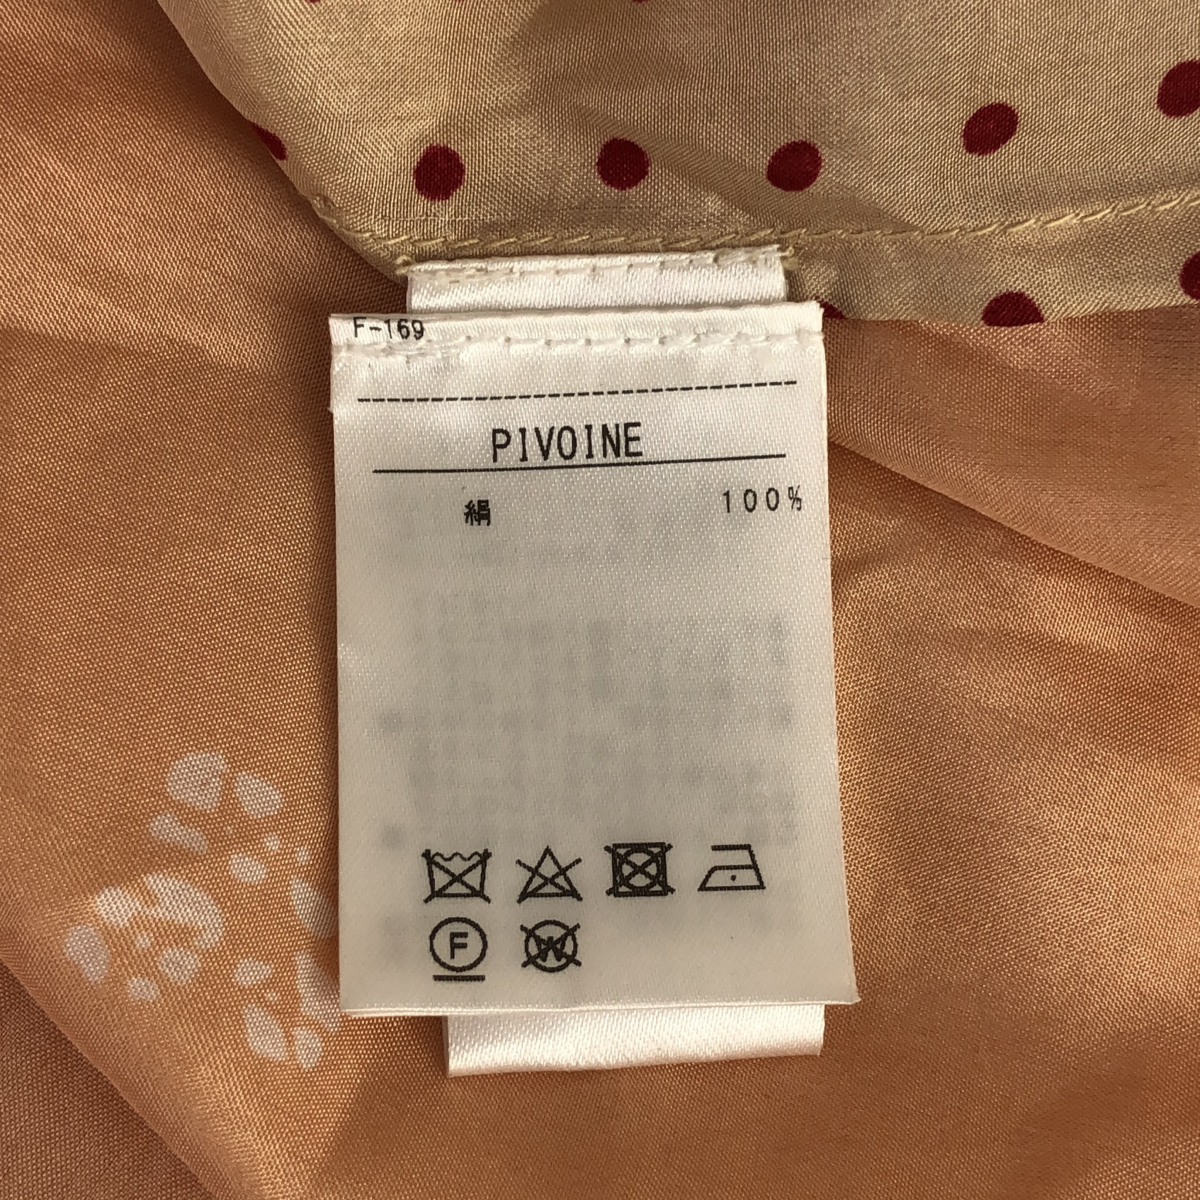 F-169
PIVOINE
絹 100%
F
W